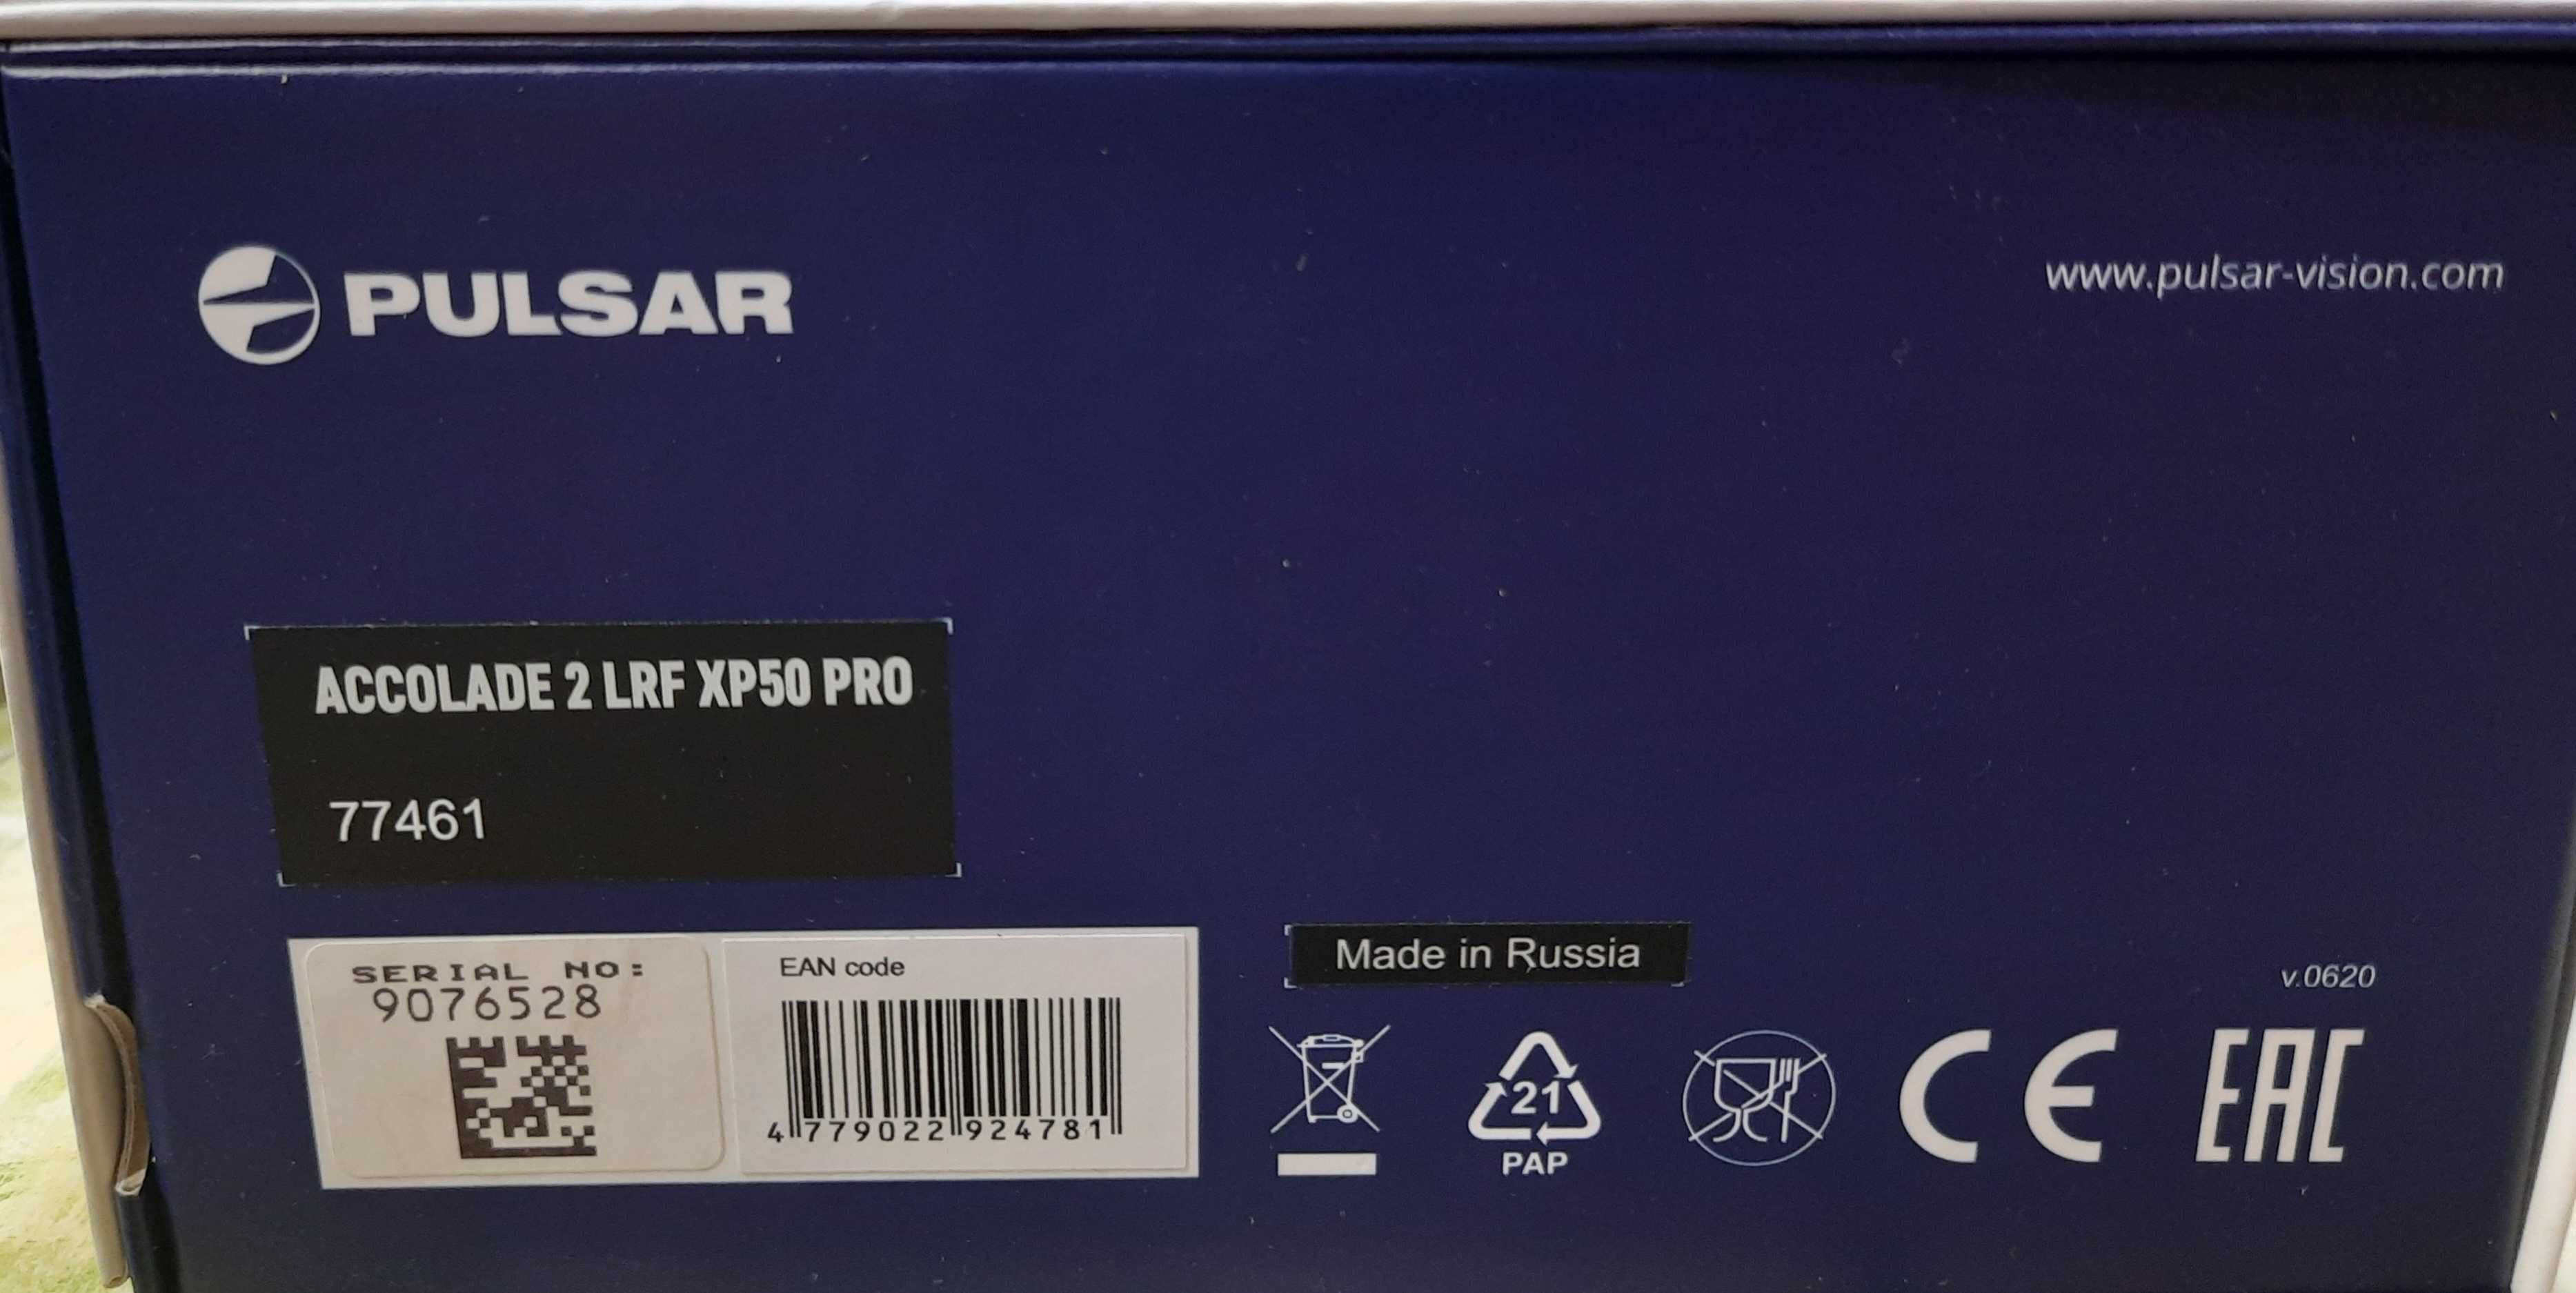 PULSAR
www.pulsar-vision.com
ACCOLADE 2 LRF XP50 PRO
77461
SERIAL NO:
9076528
EAN code
4 779022 924781
Made in Russia
v.0620
21
PAP
CE
EAC